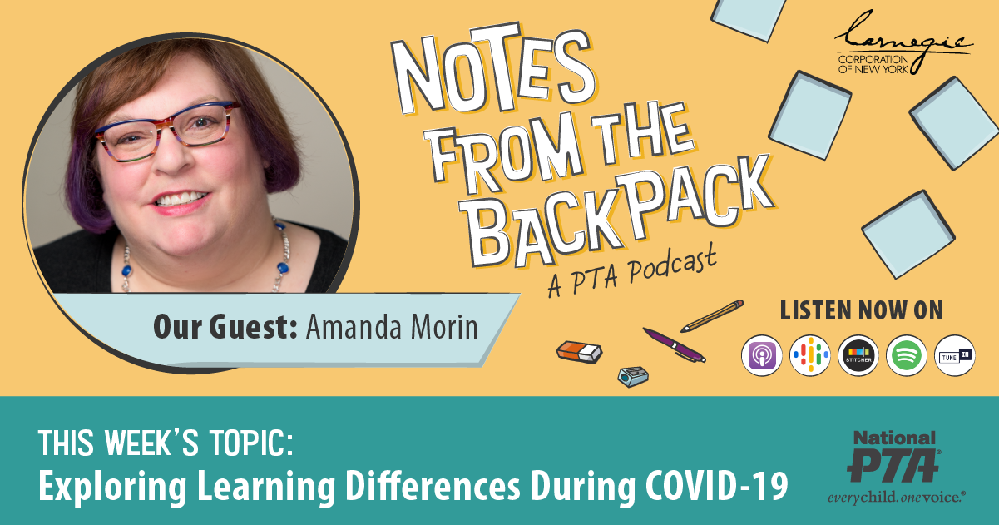 NOTES
FROM THE
BACKPACK
A PTA Podcast
Carnegie
CORPORATION
OF NEW YORK
Our Guest: Amanda Morin
LISTEN NOW ON
STITCHER
TUNE IN
THIS WEEK'S TOPIC:
Exploring Learning Differences During COVID-19
National
PTA®
everychild.onevoice.®